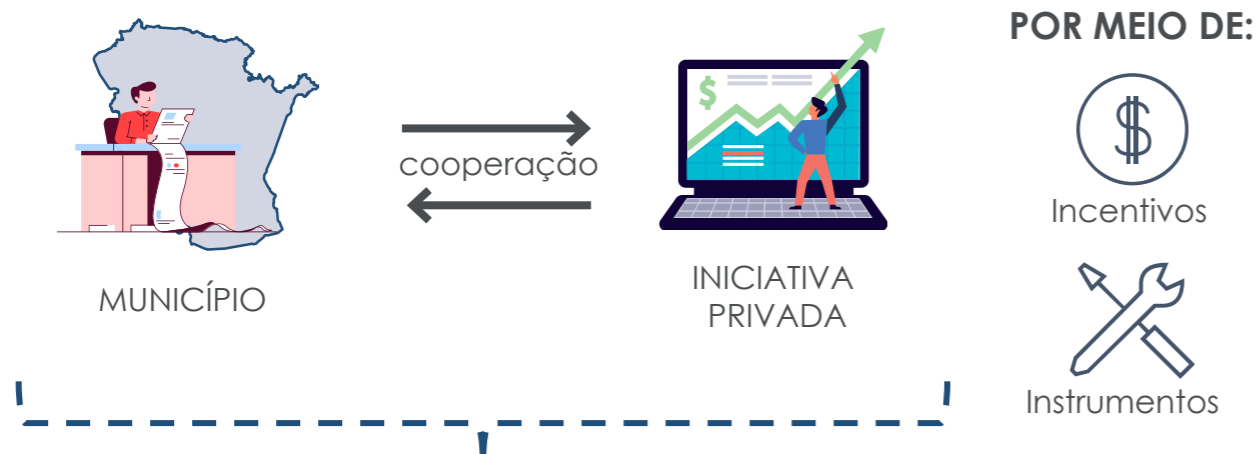 POR MEIO DE:
cooperação
Incentivos
MUNICÍPIO
INICIATIVA
PRIVADA
Instrumentos